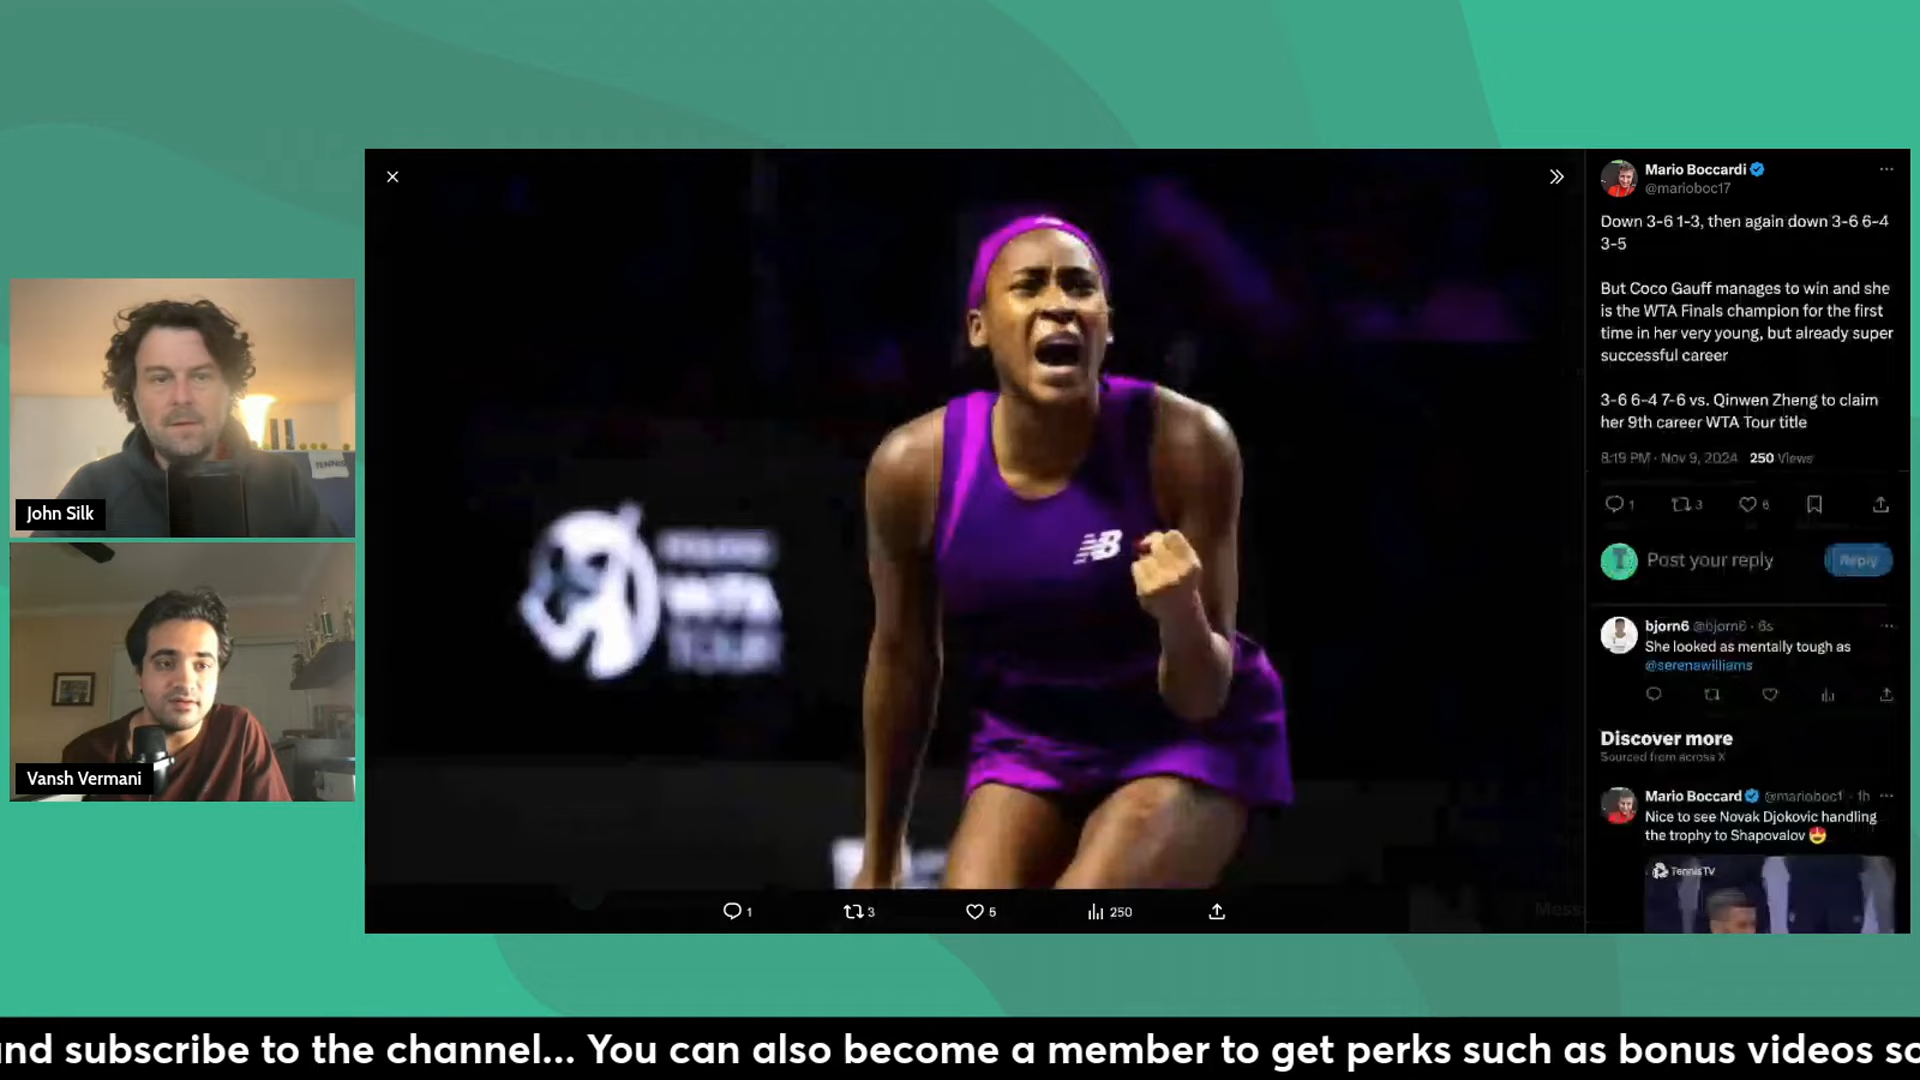 Mario Boccardi
@marioboc17
Down 3-6 1-3, then again down 3-6 6-4
3-5
But Coco Gauff manages to win and she
is the WTA Finals champion for the first
time in her very young, but already super
successful career
3-6 6-4 7-6 vs. Qinwen Zheng to claim
her 9th career WTA Tour title
8:19 PM · Nov 9, 2024 250 Views
1 3 6
Post your reply Reply
bjorn6 @bjorn6 · 6s
She looked as mentally tough as
@serenawilliams
Discover more
Sourced from across X
Mario Boccard @marioboc1 · 1h
Nice to see Novak Djokovic handling
the trophy to Shapovalov 😍
TennisTV
NB
WTA
TOUR
1 3 5 250
Mess
TENNIS
John Silk
Vansh Vermani
nd subscribe to the channel... You can also become a member to get perks such as bonus videos so